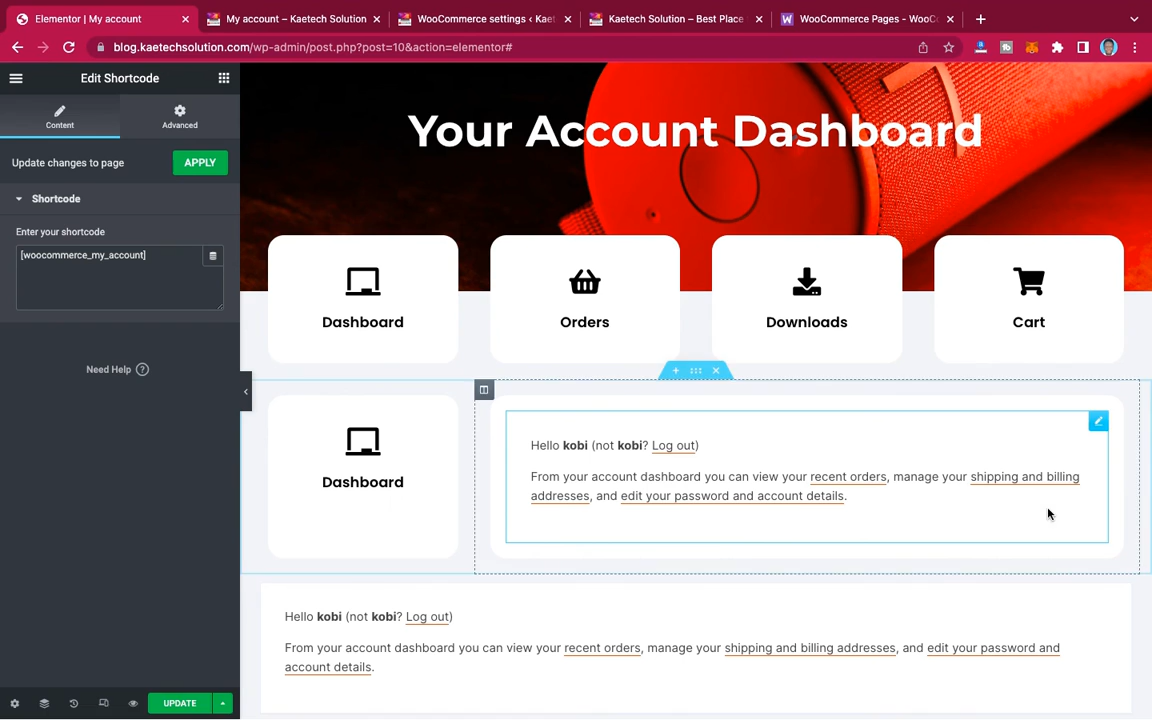 Elementor | My account
My account – Kaetech Solution
WooCommerce settings ‹ Kaet
Kaetech Solution – Best Place
WooCommerce Pages - WooC
blog.kaetechsolution.com/wp-admin/post.php?post=10&action=elementor#
Edit Shortcode
Content
Advanced
Update changes to page
APPLY
Shortcode
Enter your shortcode
[woocommerce_my_account]
Need Help ?
UPDATE
Your Account Dashboard
Dashboard
Orders
Downloads
Cart
Dashboard
Hello kobi (not kobi? Log out)
From your account dashboard you can view your recent orders, manage your shipping and billing
addresses, and edit your password and account details.
Hello kobi (not kobi? Log out)
From your account dashboard you can view your recent orders, manage your shipping and billing addresses, and edit your password and
account details.